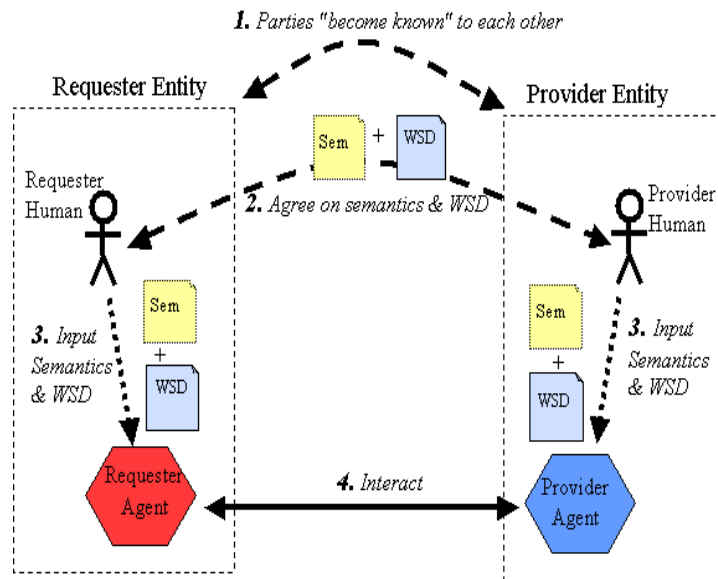 1. Parties "become known" to each other
Requester Entity
Provider Entity
Sem
+
WSD
Requester
Human
Provider
Human
2. Agree on semantics & WSD
Sem
+
WSD
3. Input
Semantics
& WSD
Sem
+
WSD
3. Input
Semantics
& WSD
Requester
Agent
4. Interact
Provider
Agent